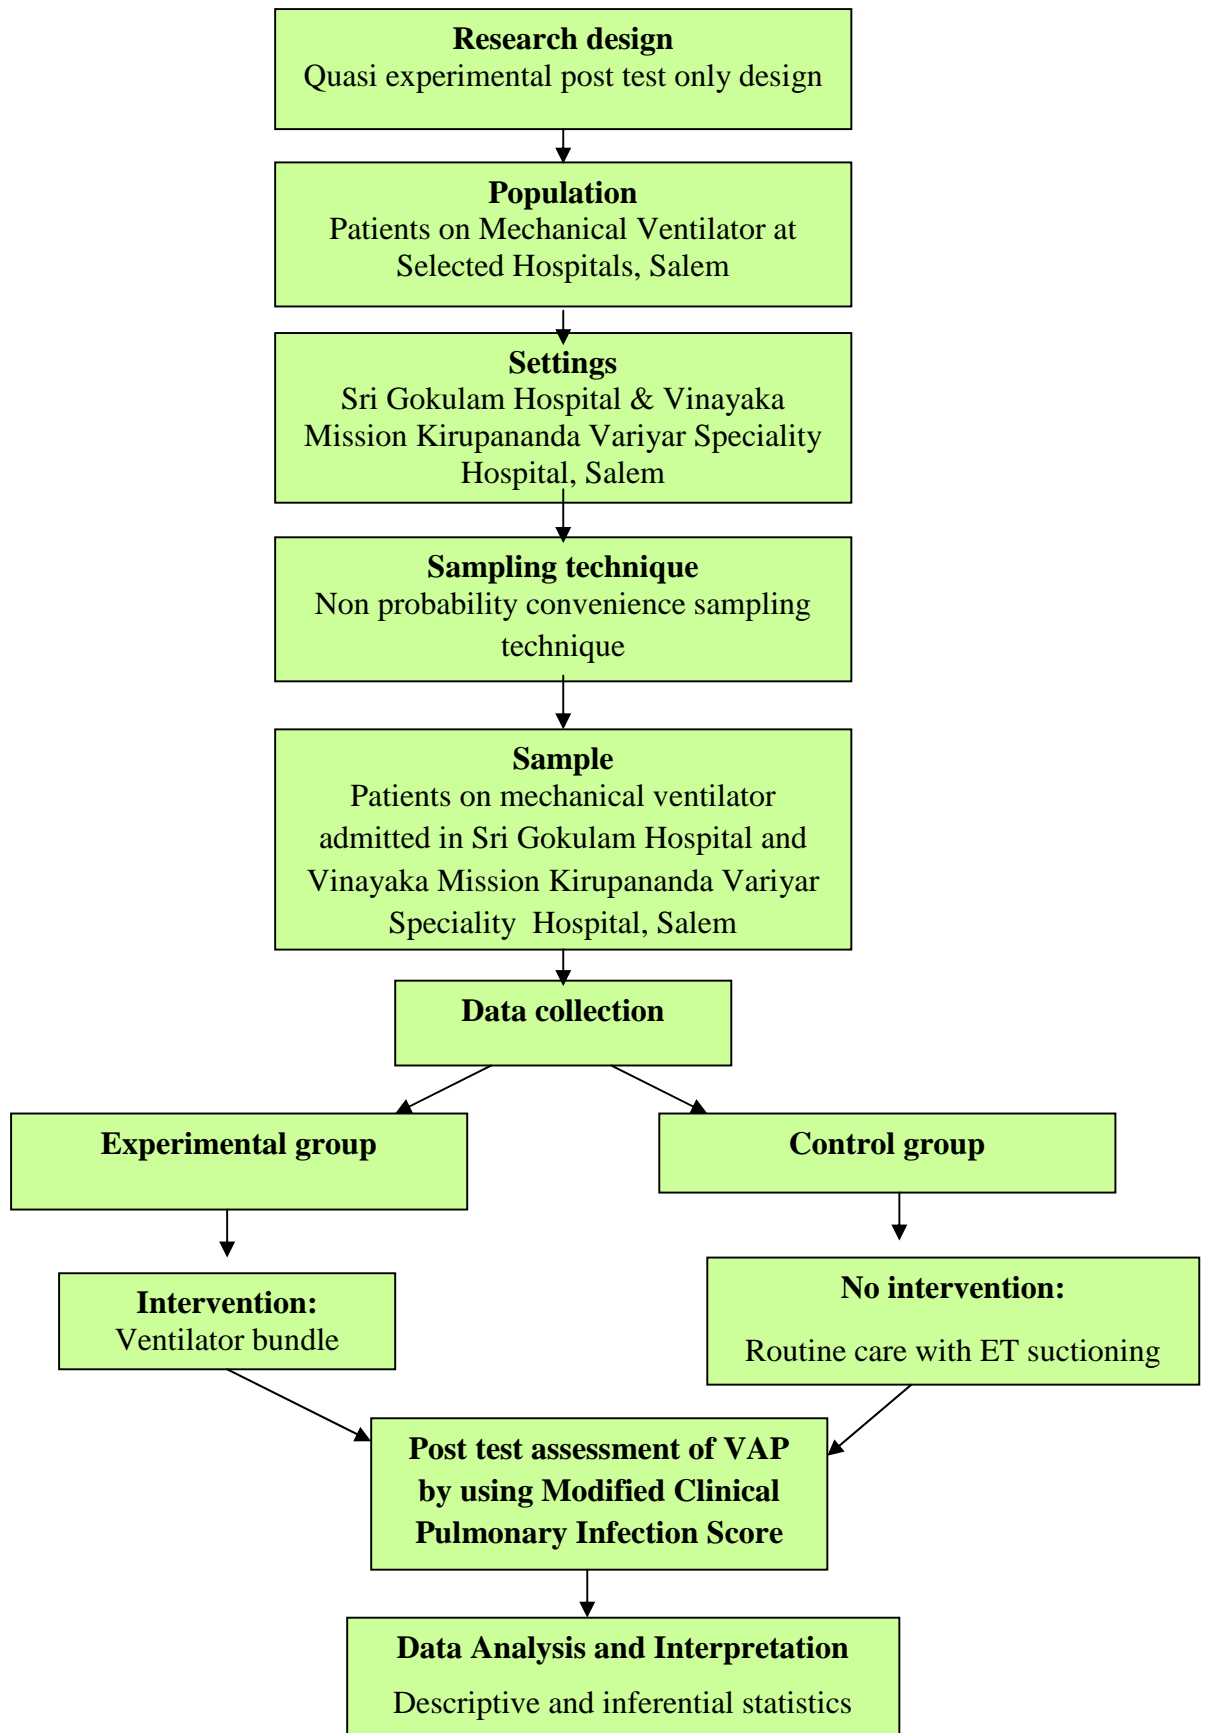 Research design
Quasi experimental post test only design
Population
Patients on Mechanical Ventilator at
Selected Hospitals, Salem
Settings
Sri Gokulam Hospital & Vinayaka
Mission Kirupananda Variyar Speciality
Hospital, Salem
Sampling technique
Non probability convenience sampling
technique
Sample
Patients on mechanical ventilator
admitted in Sri Gokulam Hospital and
Vinayaka Mission Kirupananda Variyar
Speciality Hospital, Salem
Data collection
Experimental group
Control group
Intervention:
Ventilator bundle
No intervention:
Routine care with ET suctioning
Post test assessment of VAP
by using Modified Clinical
Pulmonary Infection Score
Data Analysis and Interpretation
Descriptive and inferential statistics